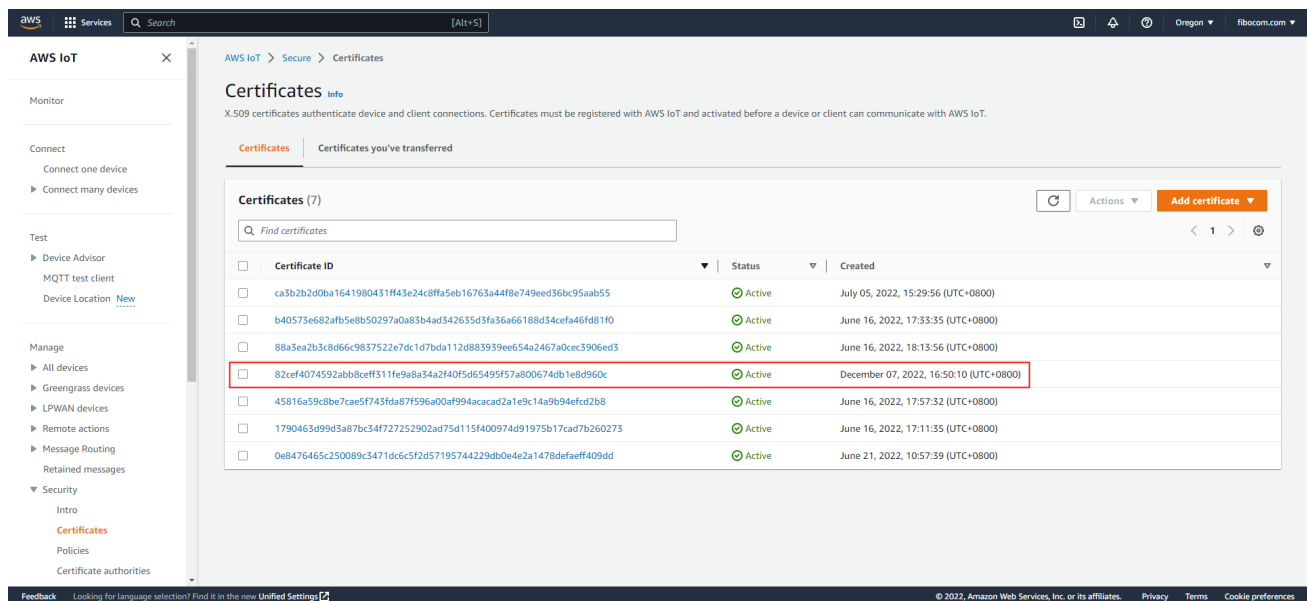 aws Services Search [Alt+S] Oregon ▼ fibocom.com ▼
AWS IoT
Monitor
Connect
Connect one device
Connect many devices
Test
Device Advisor
MQTT test client
Device Location New
Manage
All devices
Greengrass devices
LPWAN devices
Remote actions
Message Routing
Retained messages
Security
Intro
Certificates
Policies
Certificate authorities
AWS IoT > Secure > Certificates
Certificates Info
X.509 certificates authenticate device and client connections. Certificates must be registered with AWS IoT and activated before a device or client can communicate with AWS IoT.
Certificates Certificates you've transferred
Certificates (7) Actions ▼ Add certificate ▼
Find certificates < 1 >
Certificate ID Status Created
ca3b2b2d0ba1641980431ff43e24c8ffa5eb16763a44f8e749eed36bc95aab55 Active July 05, 2022, 15:29:56 (UTC+0800)
b40573e682afb5e8b50297a0a83b4ad342635d3fa36a66188d34cefa46fd81f0 Active June 16, 2022, 17:33:35 (UTC+0800)
88a3ea2b3c8d66c9837522e7dc1d7bda112d883939ee654a2467a0cec3906ed3 Active June 16, 2022, 18:13:56 (UTC+0800)
82cef4074592abb8ceff311fe9a8a34a2f40f5d65495f57a800674db1e8d960c Active December 07, 2022, 16:50:10 (UTC+0800)
45816a59c8be7cae5f743fda87f596a00af994acacad2a1e9c14a9b94efcd2b8 Active June 16, 2022, 17:57:32 (UTC+0800)
1790463d99d3a87bc34f727252902ad75d115f400974d91975b17cad7b260273 Active June 16, 2022, 17:11:35 (UTC+0800)
0e8476465c250089c3471dc6c5f2d57195744229db0e4e2a1478defaeff409dd Active June 21, 2022, 10:57:39 (UTC+0800)
Feedback Looking for language selection? Find it in the new Unified Settings © 2022, Amazon Web Services, Inc. or its affiliates. Privacy Terms Cookie preferences